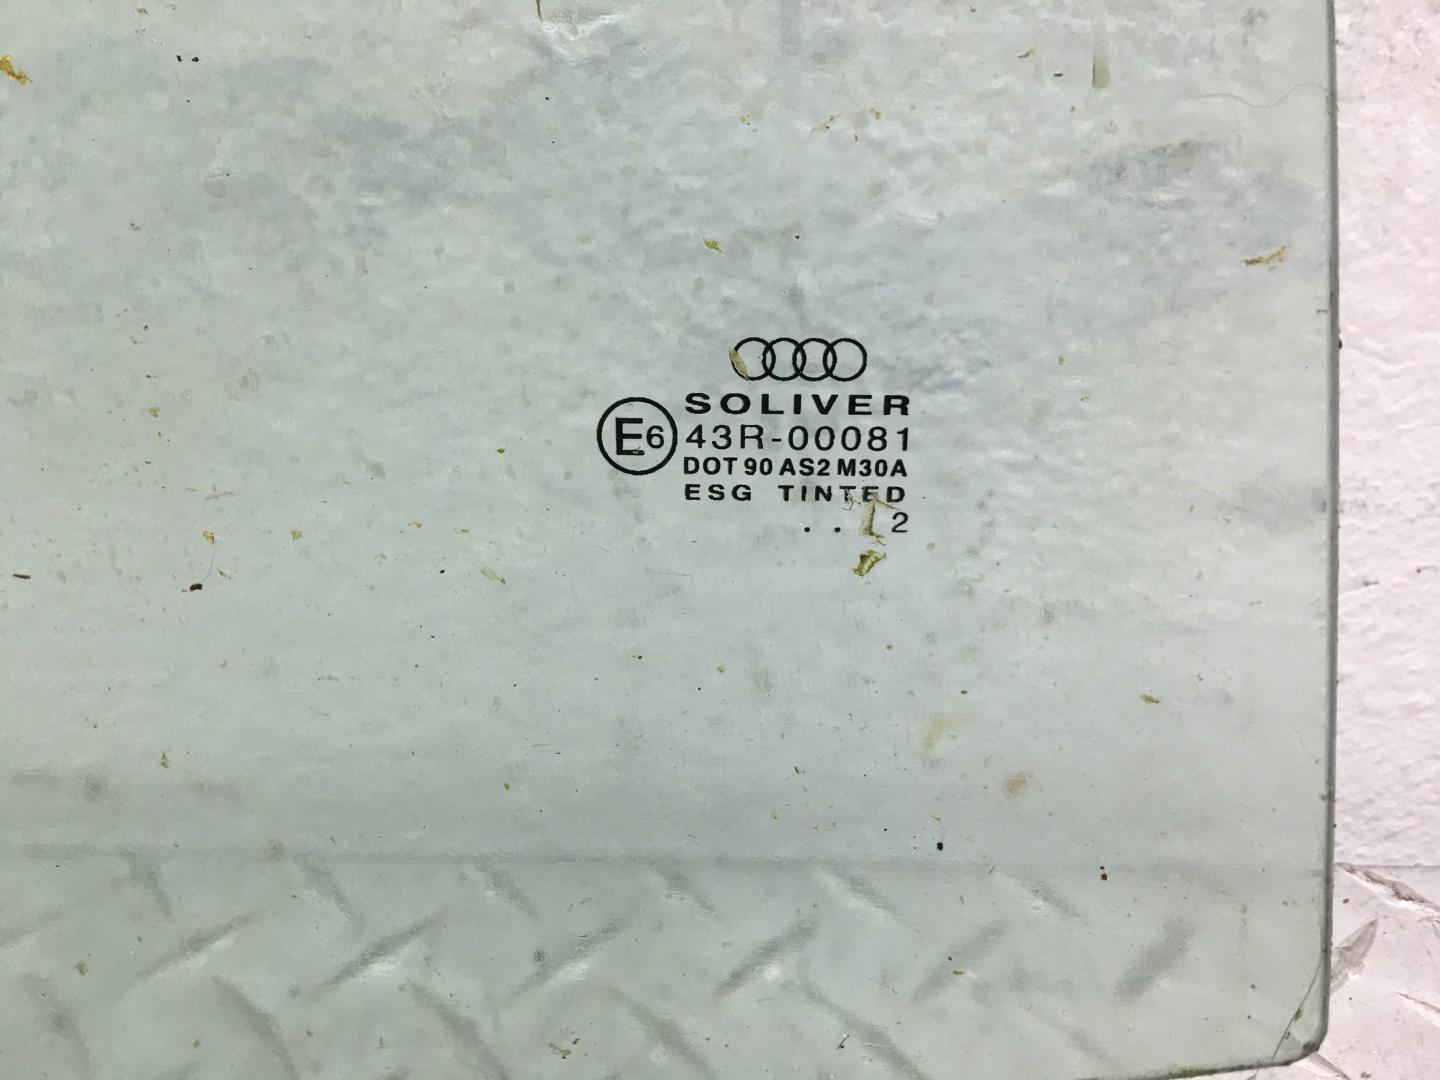 SOLIVER
E6 43R-00081
DOT 90 AS2 M30A
ESG TINTED
. . 2